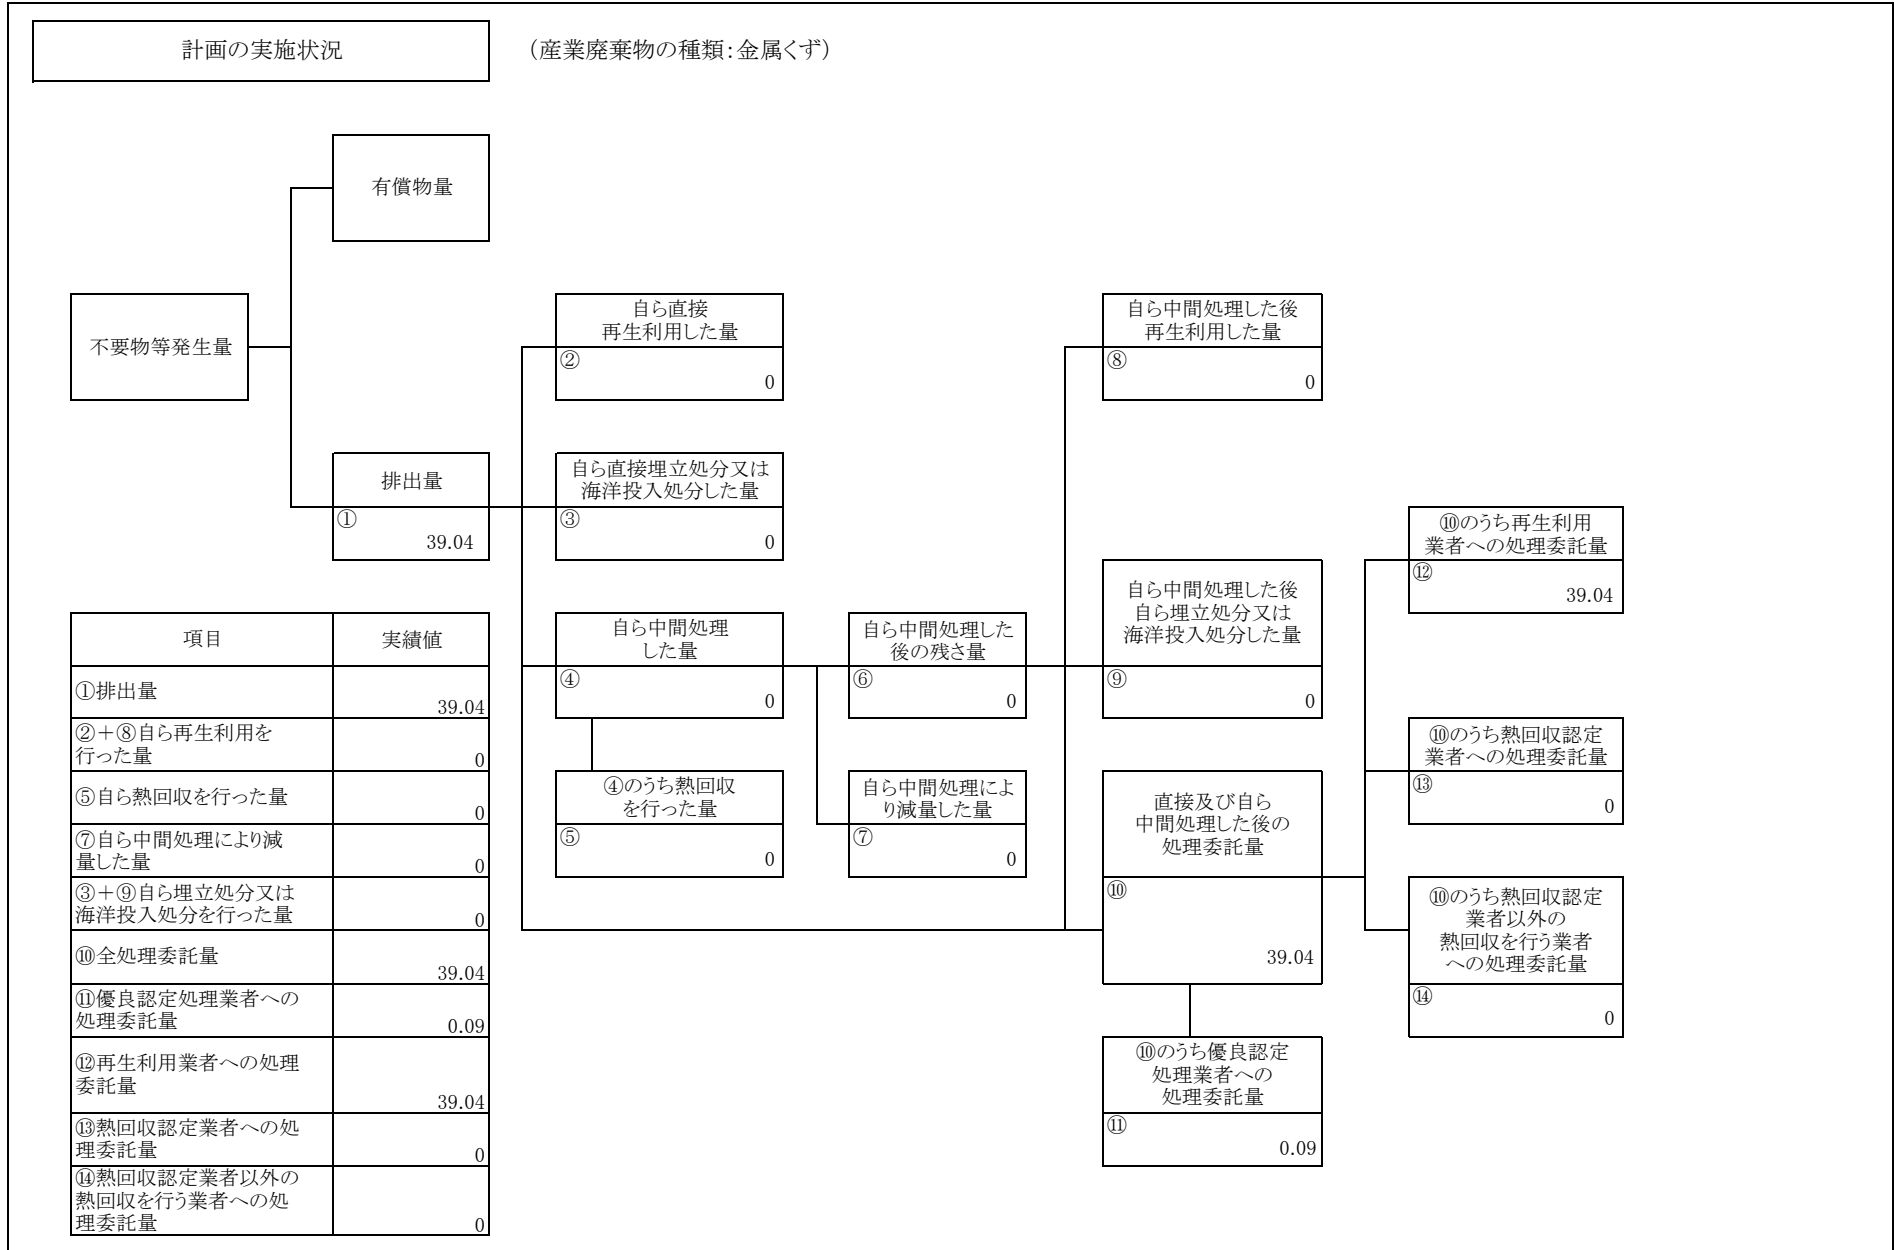 計画の実施状況
（産業廃棄物の種類：金属くず）
有償物量
不要物等発生量
排出量
①
39.04
自ら直接
再生利用した量
②
0
自ら直接埋立処分又は
海洋投入処分した量
③
0
自ら中間処理
した量
④
0
④のうち熱回収
を行った量
⑤
0
自ら中間処理した
後の残さ量
⑥
0
自ら中間処理によ
り減量した量
⑦
0
自ら中間処理した後
再生利用した量
⑧
0
自ら中間処理した後
自ら埋立処分又は
海洋投入処分した量
⑨
0
直接及び自ら
中間処理した後の
処理委託量
⑩
39.04
⑩のうち優良認定
処理業者への
処理委託量
⑪
0.09
⑩のうち再生利用
業者への処理委託量
⑫
39.04
⑩のうち熱回収認定
業者への処理委託量
⑬
0
⑩のうち熱回収認定
業者以外の
熱回収を行う業者
への処理委託量
⑭
0
項目 実績値
①排出量
39.04
②＋⑧自ら再生利用を
行った量
0
⑤自ら熱回収を行った量
0
⑦自ら中間処理により減
量した量
0
③＋⑨自ら埋立処分又は
海洋投入処分を行った量
0
⑩全処理委託量
39.04
⑪優良認定処理業者への
処理委託量
0.09
⑫再生利用業者への処理
委託量
39.04
⑬熱回収認定業者への処
理委託量
0
⑭熱回収認定業者以外の
熱回収を行う業者への処
理委託量
0